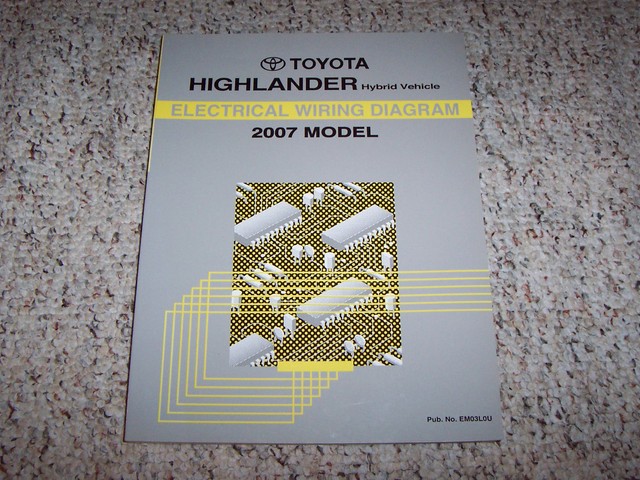 TOYOTA
HIGHLANDER Hybrid Vehicle
ELECTRICAL WIRING DIAGRAM
2007 MODEL
Pub. No. EM03L0U